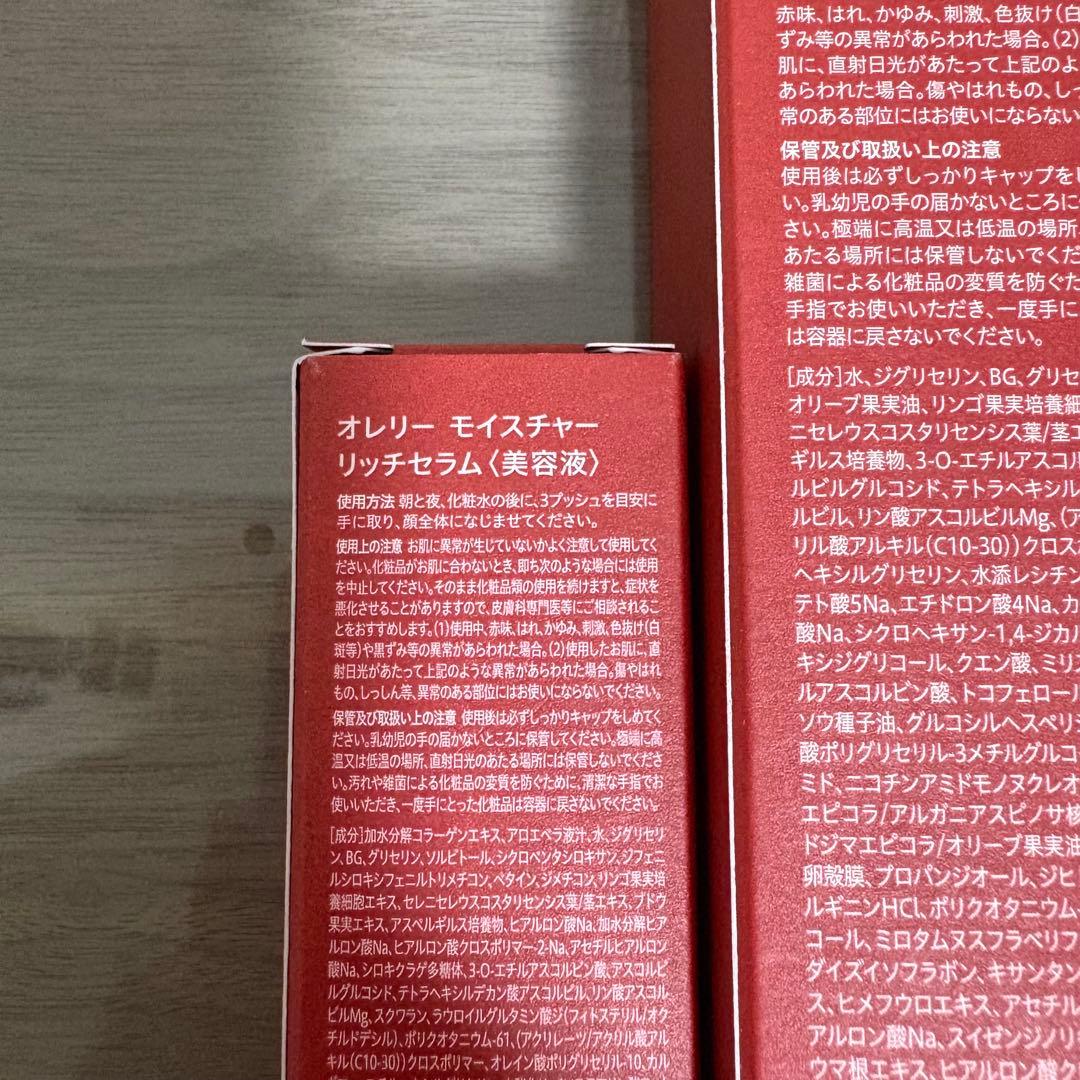 オレリー モイスチャー
リッチセラム〈美容液〉
使用方法 朝と夜、化粧水の後に、3プッシュを目安に
手に取り、顔全体になじませてください。
使用上の注意 お肌に異常が生じていないかよく注意して使用してく
ださい。化粧品がお肌に合わないとき、即ち次のような場合には使用
を中止してください。そのまま化粧品類の使用を続けますと、症状を
悪化させることがありますので、皮膚科専門医等にご相談されるこ
とをおすすめします。(1)使用中、赤味、はれ、かゆみ、刺激、色抜け(白
斑等)や黒ずみ等の異常があらわれた場合。(2)使用したお肌に、直
射日光があたって上記のような異常があらわれた場合。傷やはれ
もの、しっしん等、異常のある部位にはお使いにならないでください。
保管及び取扱い上の注意 使用後は必ずしっかりキャップをしめてく
ださい。乳幼児の手の届かないところに保管してください。極端に高
温又は低温の場所、直射日光のあたる場所には保管しないでくださ
い。汚れや雑菌による化粧品の変質を防ぐために、清潔な手指でお
使いいただき、一度手にとった化粧品は容器に戻さないでください。
[成分]加水分解コラーゲンエキス、アロエベラ液汁、水、ジグリセリ
ン、BG、グリセリン、ソルビトール、シクロペンタシロキサン、ジフェニ
ルシロキシフェニルトリメチコン、ベタイン、ジメチコン、リンゴ果実培
養細胞エキス、セレニセレウスコスタリセンシス葉/茎エキス、ブドウ
果実エキス、アスペルギルス培養物、ヒアルロン酸Na、加水分解ヒア
ルロン酸Na、ヒアルロン酸クロスポリマー-2-Na、アセチルヒアルロン
酸Na、シロキクラゲ多糖体、3-O-エチルアスコルビン酸、アスコルビ
ルグルコシド、テトラヘキシルデカン酸アスコルビル、リン酸アスコル
ビルMg、スクワラン、ラウロイルグルタミン酸ジ(フィトステリル/オク
チルドデシル)、ポリクオタニウム-61、(アクリレーツ/アクリル酸アル
キル(C10-30))クロスポリマー、オレイン酸ポリグリセリル-10、カル
赤味、はれ、かゆみ、刺激、色抜け(白
ずみ等の異常があらわれた場合。(2)
肌に、直射日光があたって上記のよ
あらわれた場合。傷やはれもの、しっ
常のある部位にはお使いにならない
保管及び取扱い上の注意
使用後は必ずしっかりキャップをし
い。乳幼児の手の届かないところに
さい。極端に高温又は低温の場所、
あたる場所には保管しないでくだ
雑菌による化粧品の変質を防ぐた
手指でお使いいただき、一度手に
は容器に戻さないでください。
[成分]水、ジグリセリン、BG、グリセ
オリーブ果実油、リンゴ果実培養細
ニセレウスコスタリセンシス葉/茎エ
ギルス培養物、3-O-エチルアスコル
ルビルグルコシド、テトラヘキシル
ルビル、リン酸アスコルビルMg、(ア
リル酸アルキル(C10-30))クロス
ヘキシルグリセリン、水添レシチン
テト酸5Na、エチドロン酸4Na、カ
酸Na、シクロヘキサン-1,4-ジカル
キシジグリコール、クエン酸、ミリス
ルアスコルビン酸、トコフェロール
ソウ種子油、グルコシルヘスペリジ
酸ポリグリセリル-3メチルグルコ
ミド、ニコチンアミドモノヌクレオ
エピコラ/アルガニアスピノサ核
ドジマエピコラ/オリーブ果実油
卵殻膜、プロパンジオール、ジヒ
ルギニンHCl、ポリクオタニウム
コール、ミロタムヌスフラベリフ
ダイズイソフラボン、キサンタン
ス、ヒメフウロエキス、アセチル
アルロン酸Na、スイゼンジノリ
ウマ根エキス、ヒアルロン酸ク